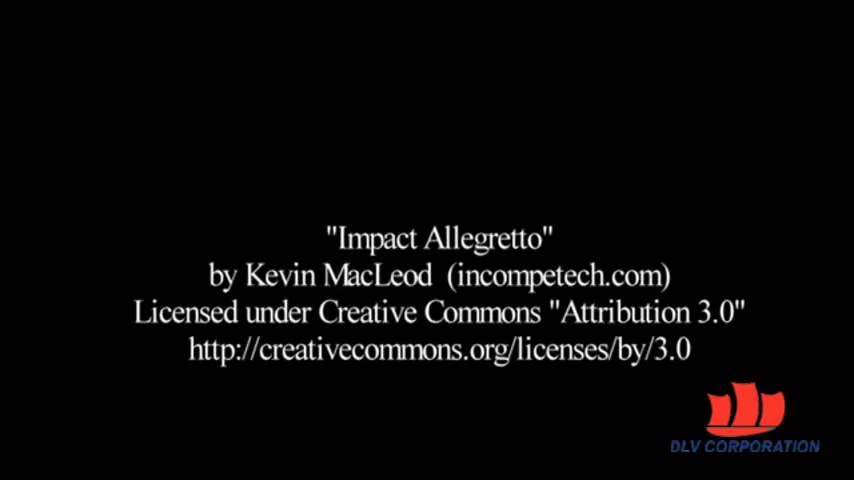 "Impact Allegretto"
by Kevin MacLeod (incompetech.com)
Licensed under Creative Commons "Attribution 3.0"
http://creativecommons.org/licenses/by/3.0
DLV CORPORATION